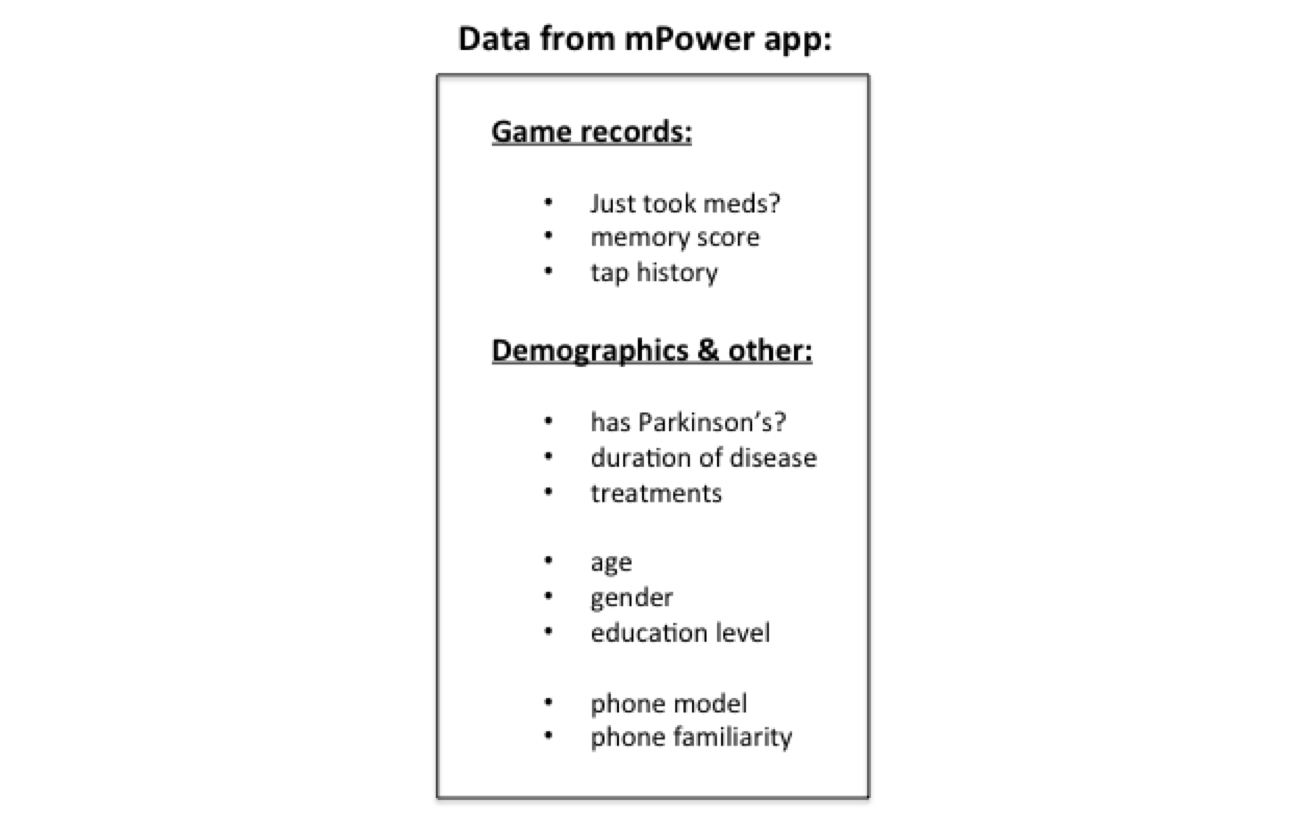 Data from mPower app:
Game records:
• Just took meds?
• memory score
• tap history
Demographics & other:
• has Parkinson’s?
• duration of disease
• treatments
• age
• gender
• education level
• phone model
• phone familiarity